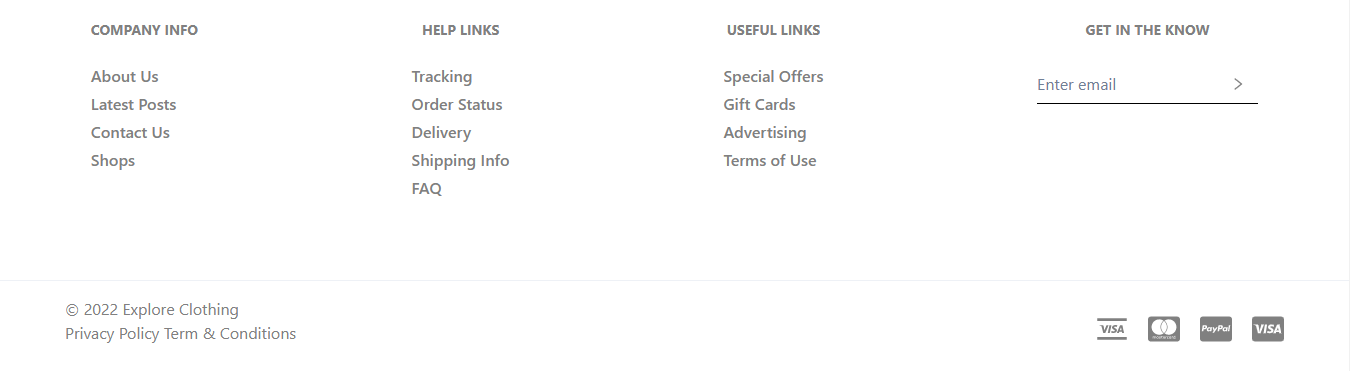 COMPANY INFO
About Us
Latest Posts
Contact Us
Shops
HELP LINKS
Tracking
Order Status
Delivery
Shipping Info
FAQ
USEFUL LINKS
Special Offers
Gift Cards
Advertising
Terms of Use
GET IN THE KNOW
Enter email
© 2022 Explore Clothing
Privacy Policy Term & Conditions
VISA
mastercard
PayPal
VISA